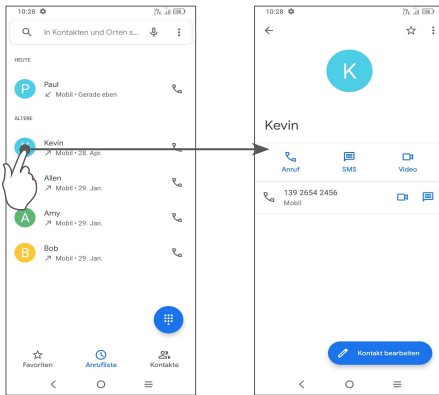 10:28
In Kontakten und Orten s...
HEUTE
P
Paul
Mobil • Gerade eben
ÄLTERE
Kevin
Mobil • 28. Apr.
Allen
Mobil • 29. Jan.
A
Amy
Mobil • 29. Jan.
B
Bob
Mobil • 29. Jan.
Favoriten
Anrufliste
Kontakte
10:28
K
Kevin
Anruf
SMS
Video
139 2654 2456
Mobil
Kontakt bearbeiten